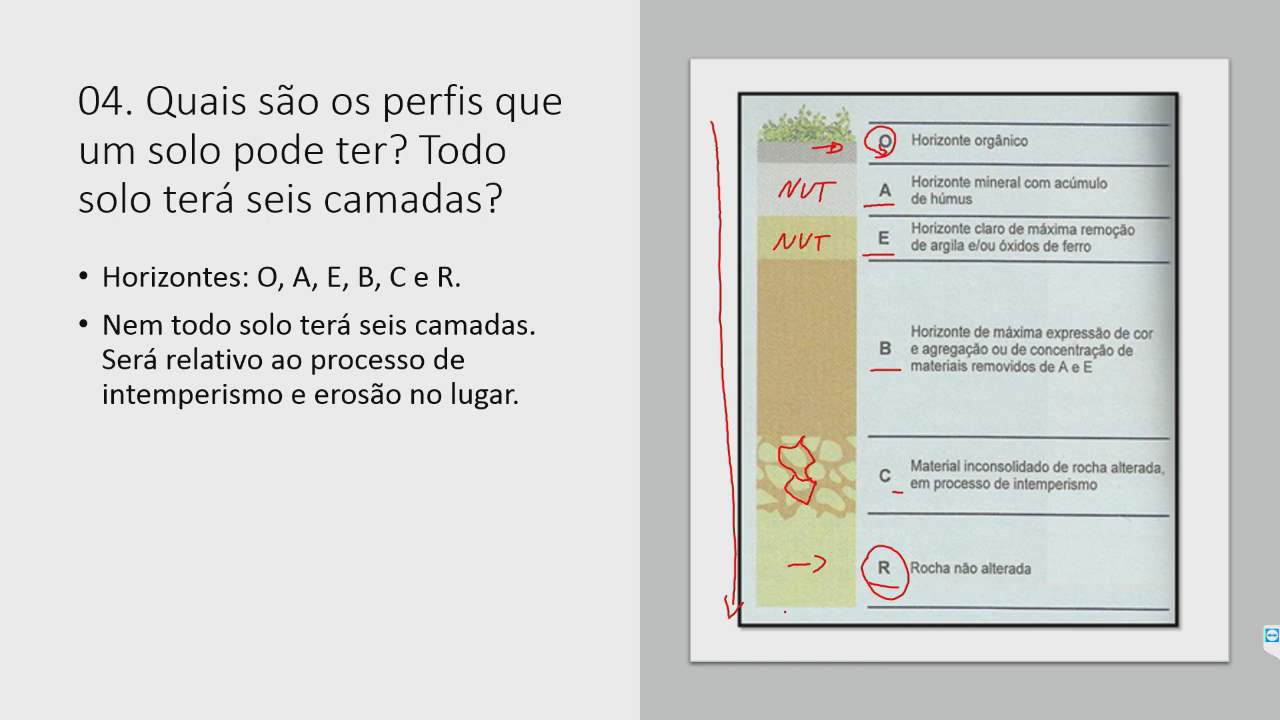 04. Quais são os perfis que
um solo pode ter? Todo
solo terá seis camadas?
• Horizontes: O, A, E, B, C e R.
• Nem todo solo terá seis camadas.
Será relativo ao processo de
intemperismo e erosão no lugar.
O Horizonte orgânico
NUT
A Horizonte mineral com acúmulo
de húmus
NUT
E Horizonte claro de máxima remoção
de argila e/ou óxidos de ferro
B Horizonte de máxima expressão de cor
e agregação ou de concentração de
materiais removidos de A e E
C Material inconsolidado de rocha alterada,
em processo de intemperismo
R Rocha não alterada